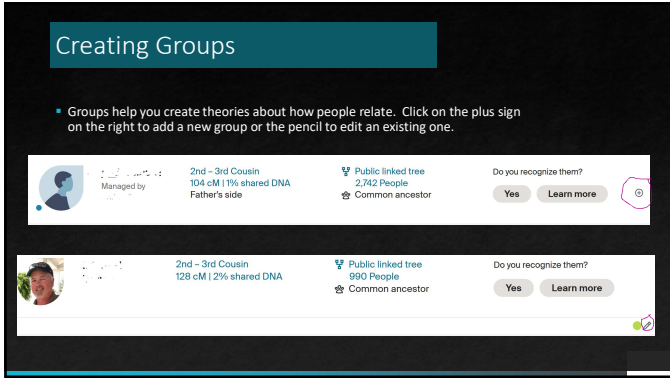 Creating Groups
Groups help you create theories about how people relate. Click on the plus sign
on the right to add a new group or the pencil to edit an existing one.
2nd – 3rd Cousin
104 cM | 1% shared DNA
Father's side
Managed by
Public linked tree
2,742 People
Common ancestor
Do you recognize them?
Yes
Learn more
2nd – 3rd Cousin
128 cM | 2% shared DNA
Public linked tree
990 People
Common ancestor
Do you recognize them?
Yes
Learn more